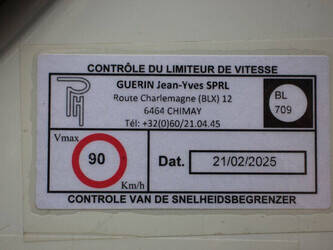 CONTRÔLE DU LIMITEUR DE VITESSE
PH
GUERIN Jean-Yves SPRL
Route Charlemagne (BLX) 12
6464 CHIMAY
Tél: +32(0)60/21.04.45
BL
709
Vmax
90
Km/h
Dat. 21/02/2025
CONTROLE VAN DE SNELHEIDSBEGRENZER